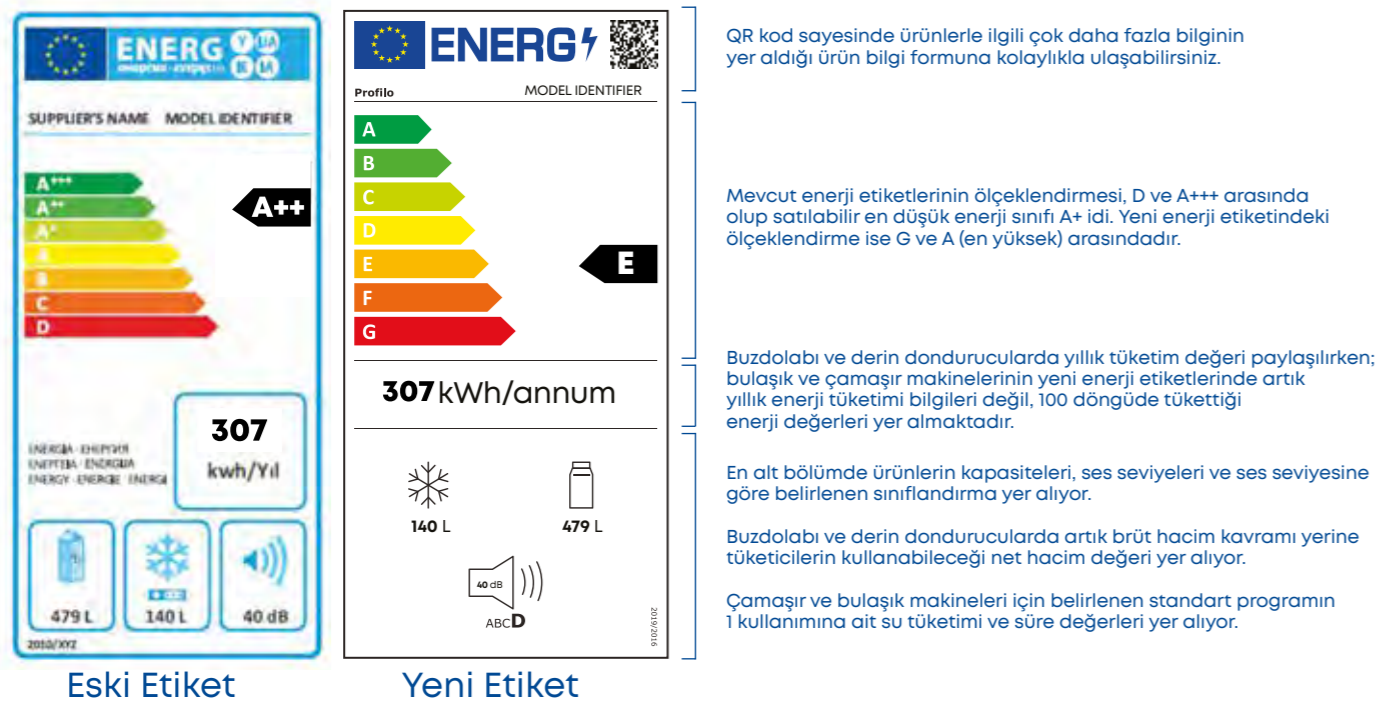 ENERG
Y UA
IE IA
SUPPLIER'S NAME MODEL IDENTIFIER
A+++
A++
A+
A
B
C
D
A++
307
kwh/Yıl
ENERGY · ENERGIE · ENERGI
479 L
140 L
40 dB
2010/XYZ
Eski Etiket
ENERG
Profilo MODEL IDENTIFIER
A
B
C
D
E
F
G
E
307 kWh/annum
140 L
479 L
40 dB
ABCD
2019/2016
Yeni Etiket
QR kod sayesinde ürünlerle ilgili çok daha fazla bilginin
yer aldığı ürün bilgi formuna kolaylıkla ulaşabilirsiniz.
Mevcut enerji etiketlerinin ölçeklendirmesi, D ve A+++ arasında
olup satılabilir en düşük enerji sınıfı A+ idi. Yeni enerji etiketindeki
ölçeklendirme ise G ve A (en yüksek) arasındadır.
Buzdolabı ve derin dondurucularda yıllık tüketim değeri paylaşılırken;
bulaşık ve çamaşır makinelerinin yeni enerji etiketlerinde artık
yıllık enerji tüketimi bilgileri değil, 100 döngüde tükettiği
enerji değerleri yer almaktadır.
En alt bölümde ürünlerin kapasiteleri, ses seviyeleri ve ses seviyesine
göre belirlenen sınıflandırma yer alıyor.
Buzdolabı ve derin dondurucularda artık brüt hacim kavramı yerine
tüketicilerin kullanabileceği net hacim değeri yer alıyor.
Çamaşır ve bulaşık makineleri için belirlenen standart programın
1 kullanımına ait su tüketimi ve süre değerleri yer alıyor.